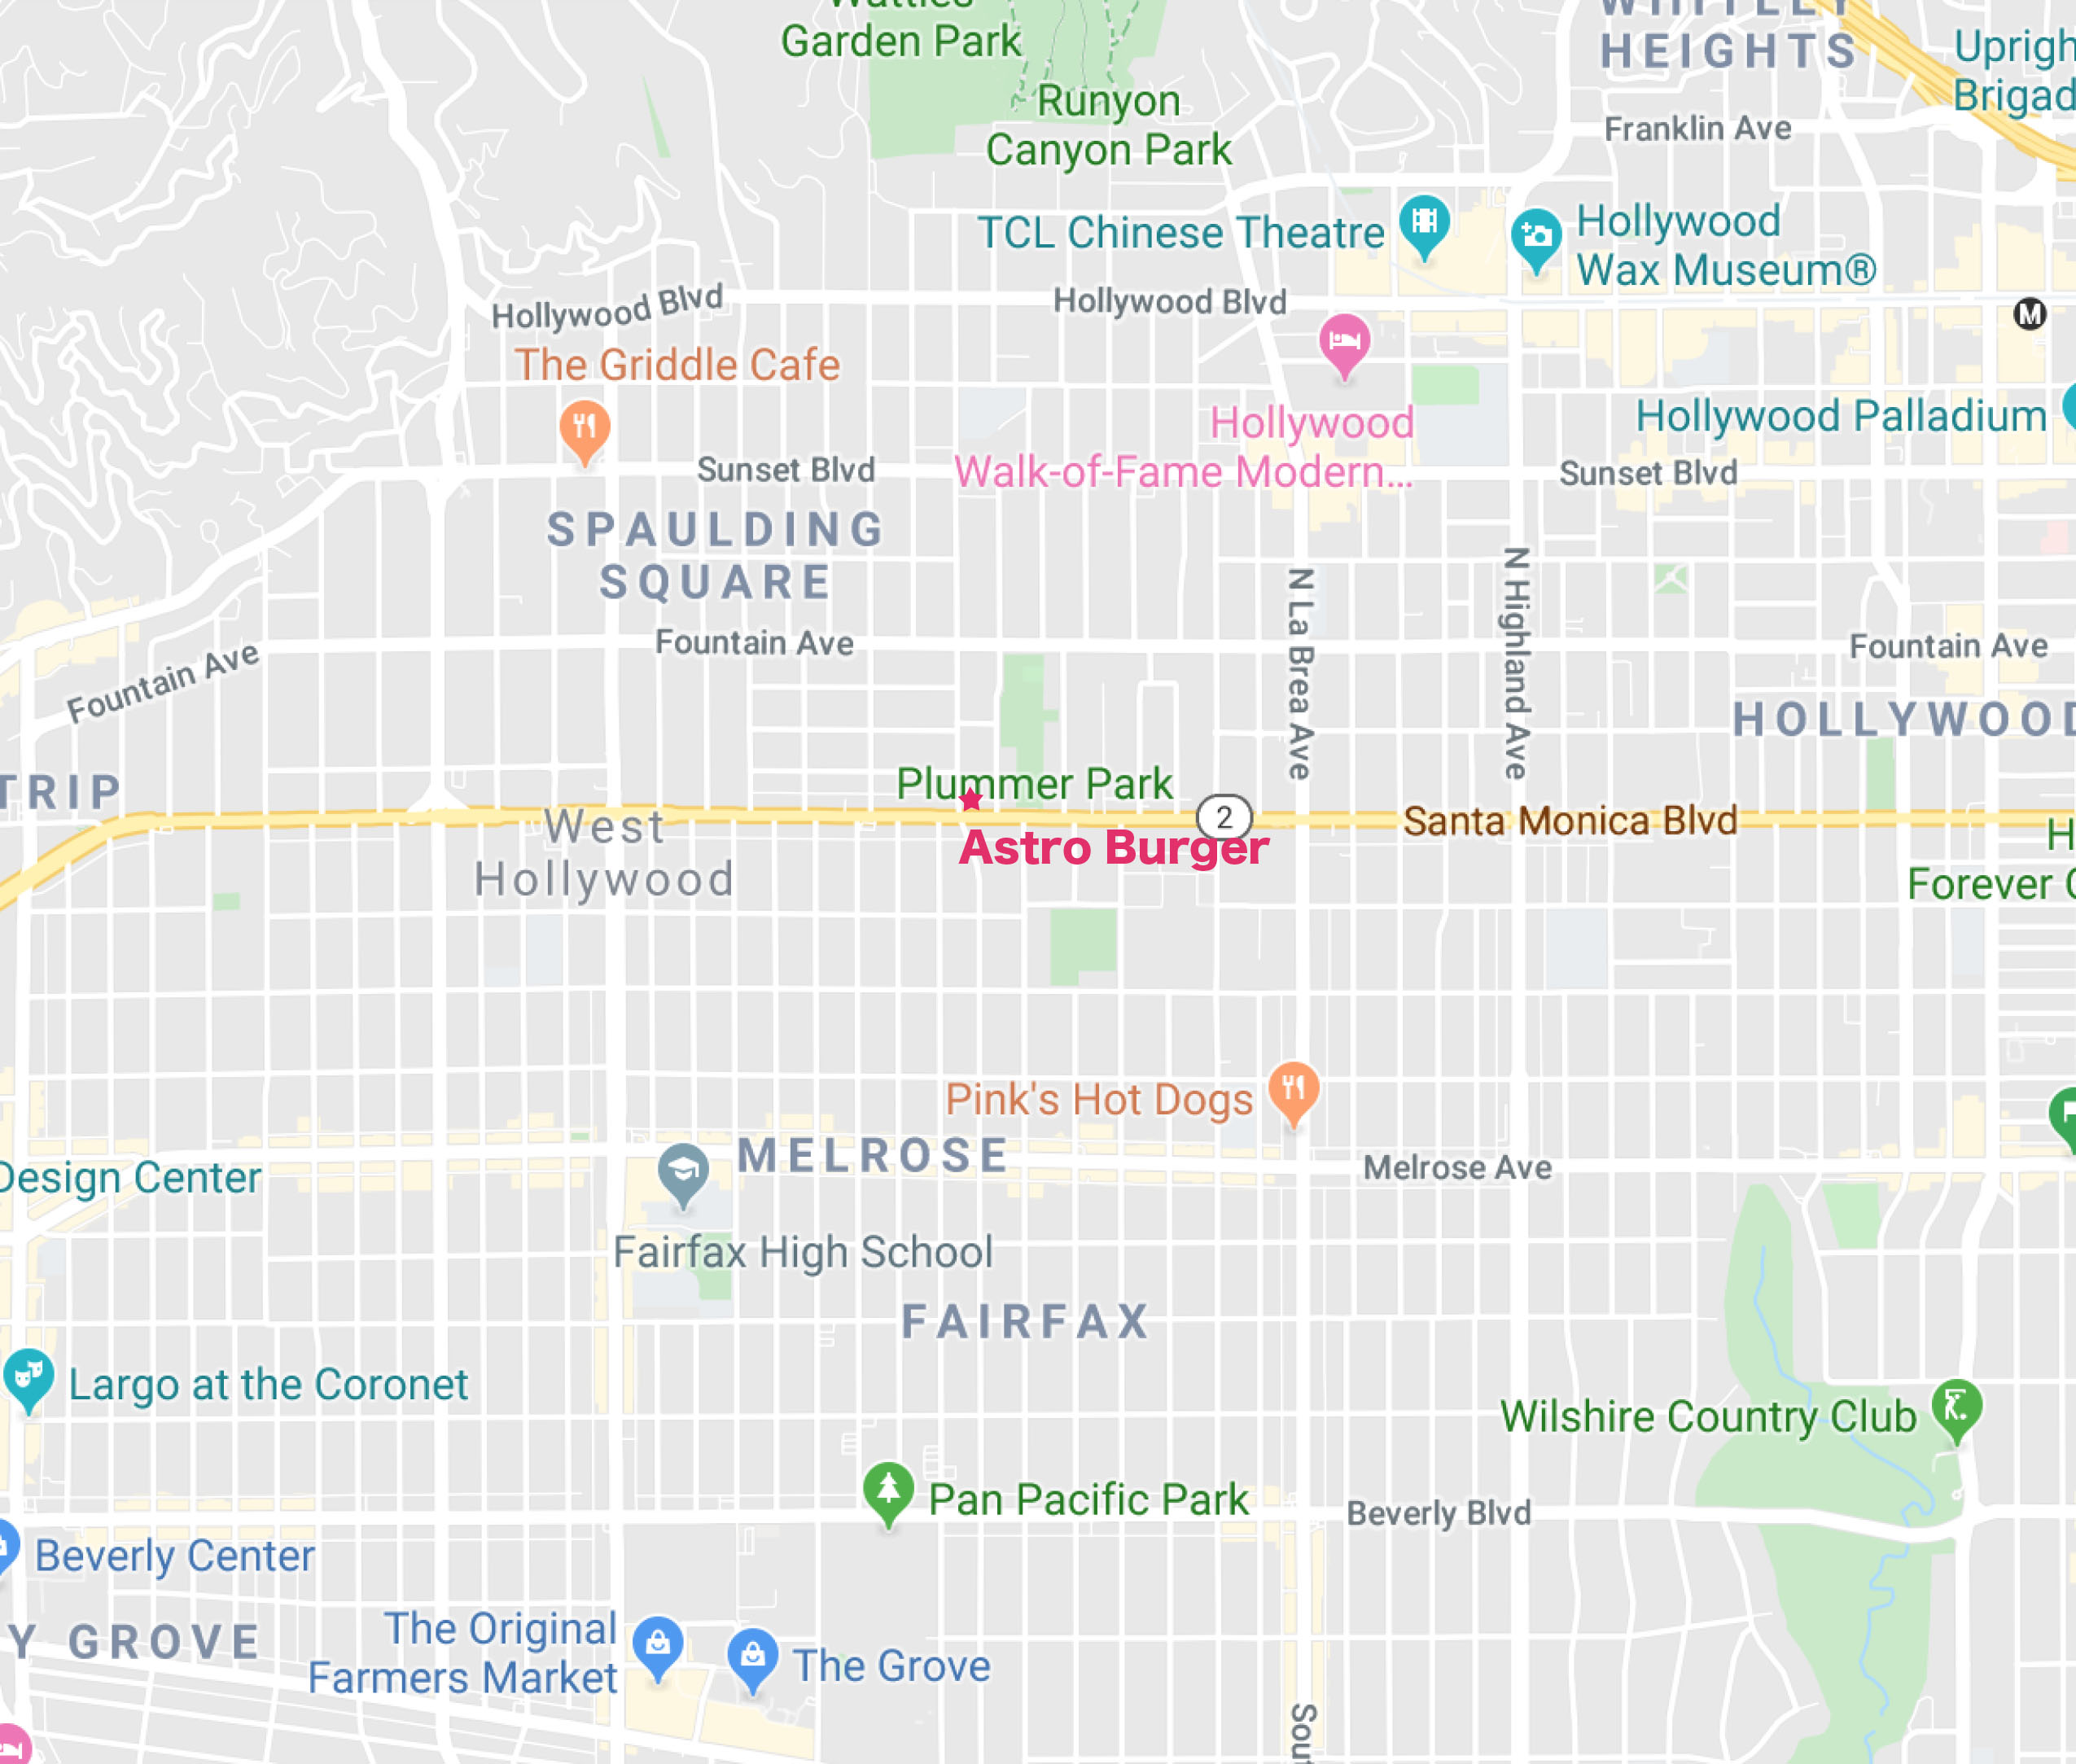 Wattles
Garden Park
WHITLEY
HEIGHTS
Uprigh
Brigad
Runyon
Canyon Park
Franklin Ave
TCL Chinese Theatre
Hollywood
Wax Museum®
Hollywood Blvd
Hollywood Blvd
M
The Griddle Cafe
Hollywood
Walk-of-Fame Modern...
Hollywood Palladium
Sunset Blvd
Sunset Blvd
SPAULDING
SQUARE
N La Brea Ave
N Highland Ave
Fountain Ave
Fountain Ave
Fountain Ave
HOLLYWOOD
TRIP
Plummer Park
2
Santa Monica Blvd
West
Hollywood
Astro Burger
H
Forever C
Pink's Hot Dogs
MELROSE
Melrose Ave
Design Center
Fairfax High School
FAIRFAX
Largo at the Coronet
Wilshire Country Club
Pan Pacific Park
Beverly Blvd
Beverly Center
Y GROVE
The Original
Farmers Market
The Grove
Sout